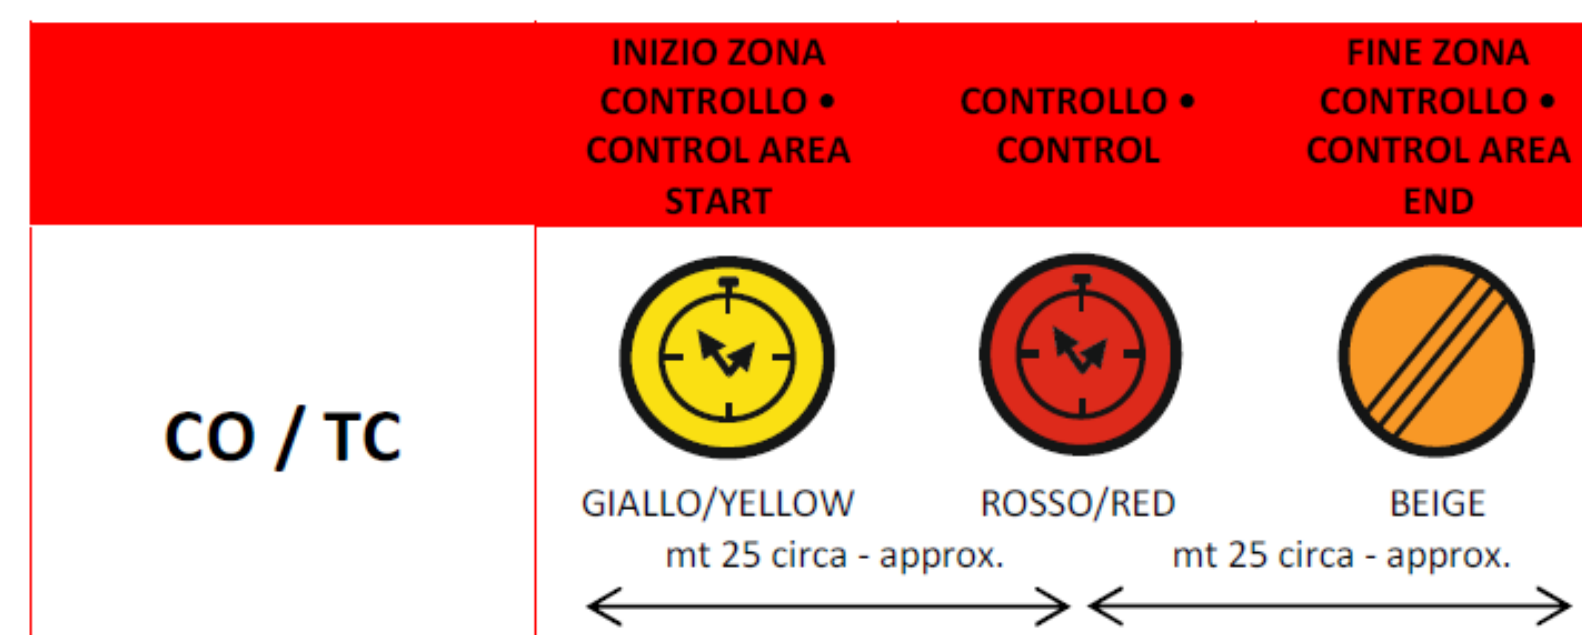 INIZIO ZONA
CONTROLLO •
CONTROL AREA
START
CONTROLLO •
CONTROL
FINE ZONA
CONTROLLO •
CONTROL AREA
END
CO / TC
GIALLO/YELLOW
ROSSO/RED
BEIGE
mt 25 circa - approx.
mt 25 circa - approx.